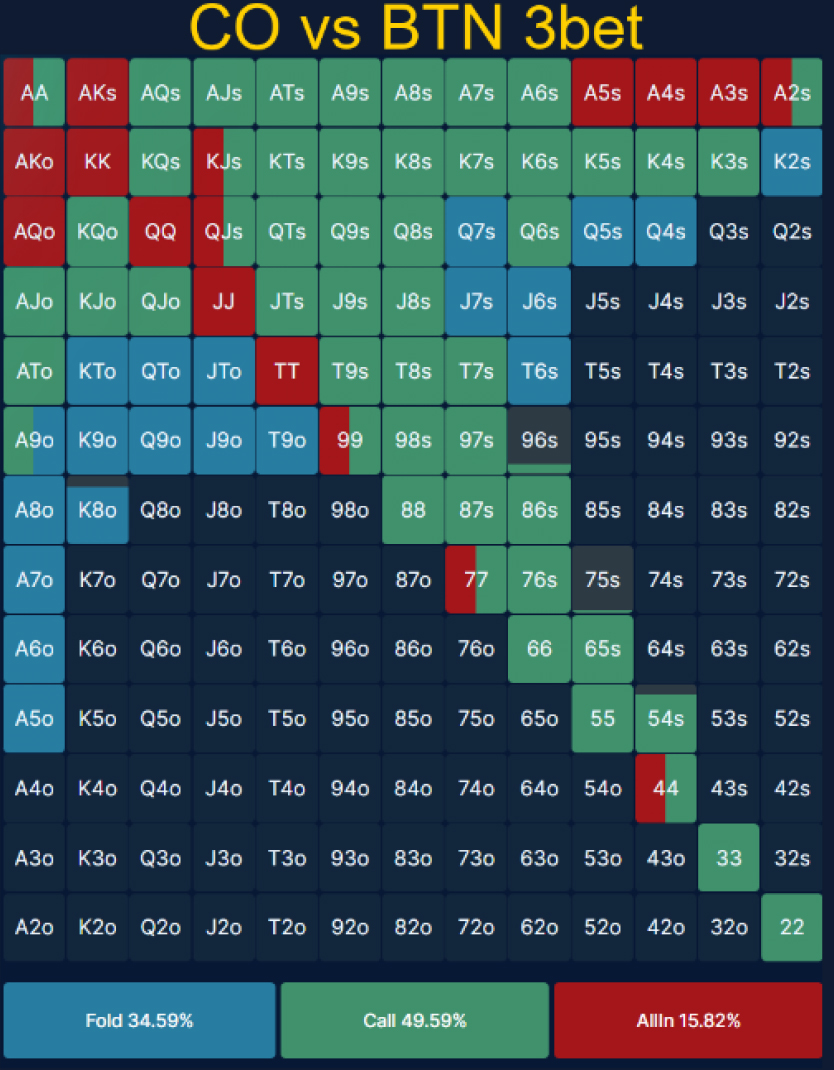 CO vs BTN 3bet
AA AKs AQs AJs ATs A9s A8s A7s A6s A5s A4s A3s A2s
AKo KK KQs KJs KTs K9s K8s K7s K6s K5s K4s K3s K2s
AQo KQo QQ QJs QTs Q9s Q8s Q7s Q6s Q5s Q4s Q3s Q2s
AJo KJo QJo JJ JTs J9s J8s J7s J6s J5s J4s J3s J2s
ATo KTo QTo JTo TT T9s T8s T7s T6s T5s T4s T3s T2s
A9o K9o Q9o J9o T9o 99 98s 97s 96s 95s 94s 93s 92s
A8o K8o Q8o J8o T8o 98o 88 87s 86s 85s 84s 83s 82s
A7o K7o Q7o J7o T7o 97o 87o 77 76s 75s 74s 73s 72s
A6o K6o Q6o J6o T6o 96o 86o 76o 66 65s 64s 63s 62s
A5o K5o Q5o J5o T5o 95o 85o 75o 65o 55 54s 53s 52s
A4o K4o Q4o J4o T4o 94o 84o 74o 64o 54o 44 43s 42s
A3o K3o Q3o J3o T3o 93o 83o 73o 63o 53o 43o 33 32s
A2o K2o Q2o J2o T2o 92o 82o 72o 62o 52o 42o 32o 22
Fold 34.59% Call 49.59% AllIn 15.82%